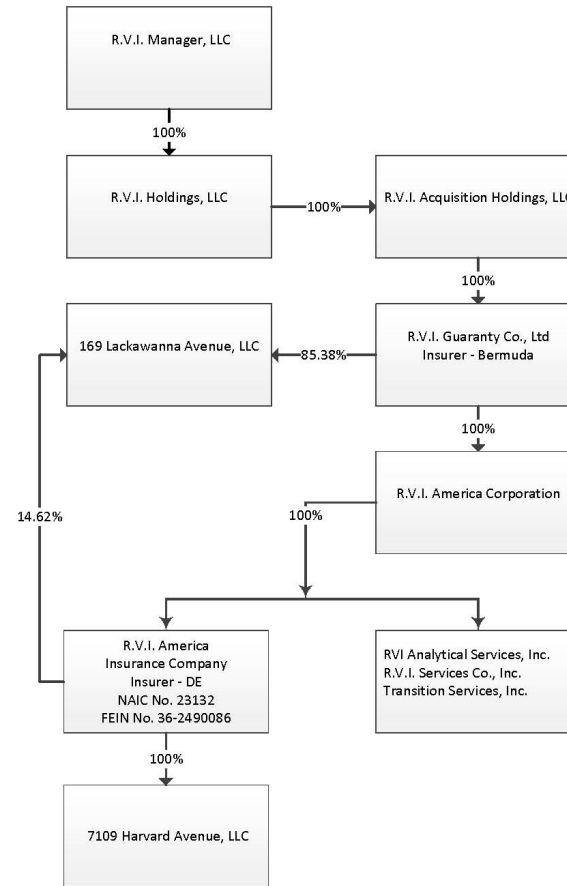 R.V.I. Manager, LLC
100%
R.V.I. Holdings, LLC
100%
R.V.I. Acquisition Holdings, LLC
100%
169 Lackawanna Avenue, LLC
85.38%
R.V.I. Guaranty Co., Ltd
Insurer - Bermuda
100%
R.V.I. America Corporation
14.62%
100%
R.V.I. America
Insurance Company
Insurer - DE
NAIC No. 23132
FEIN No. 36-2490086
RVI Analytical Services, Inc.
R.V.I. Services Co., Inc.
Transition Services, Inc.
100%
7109 Harvard Avenue, LLC